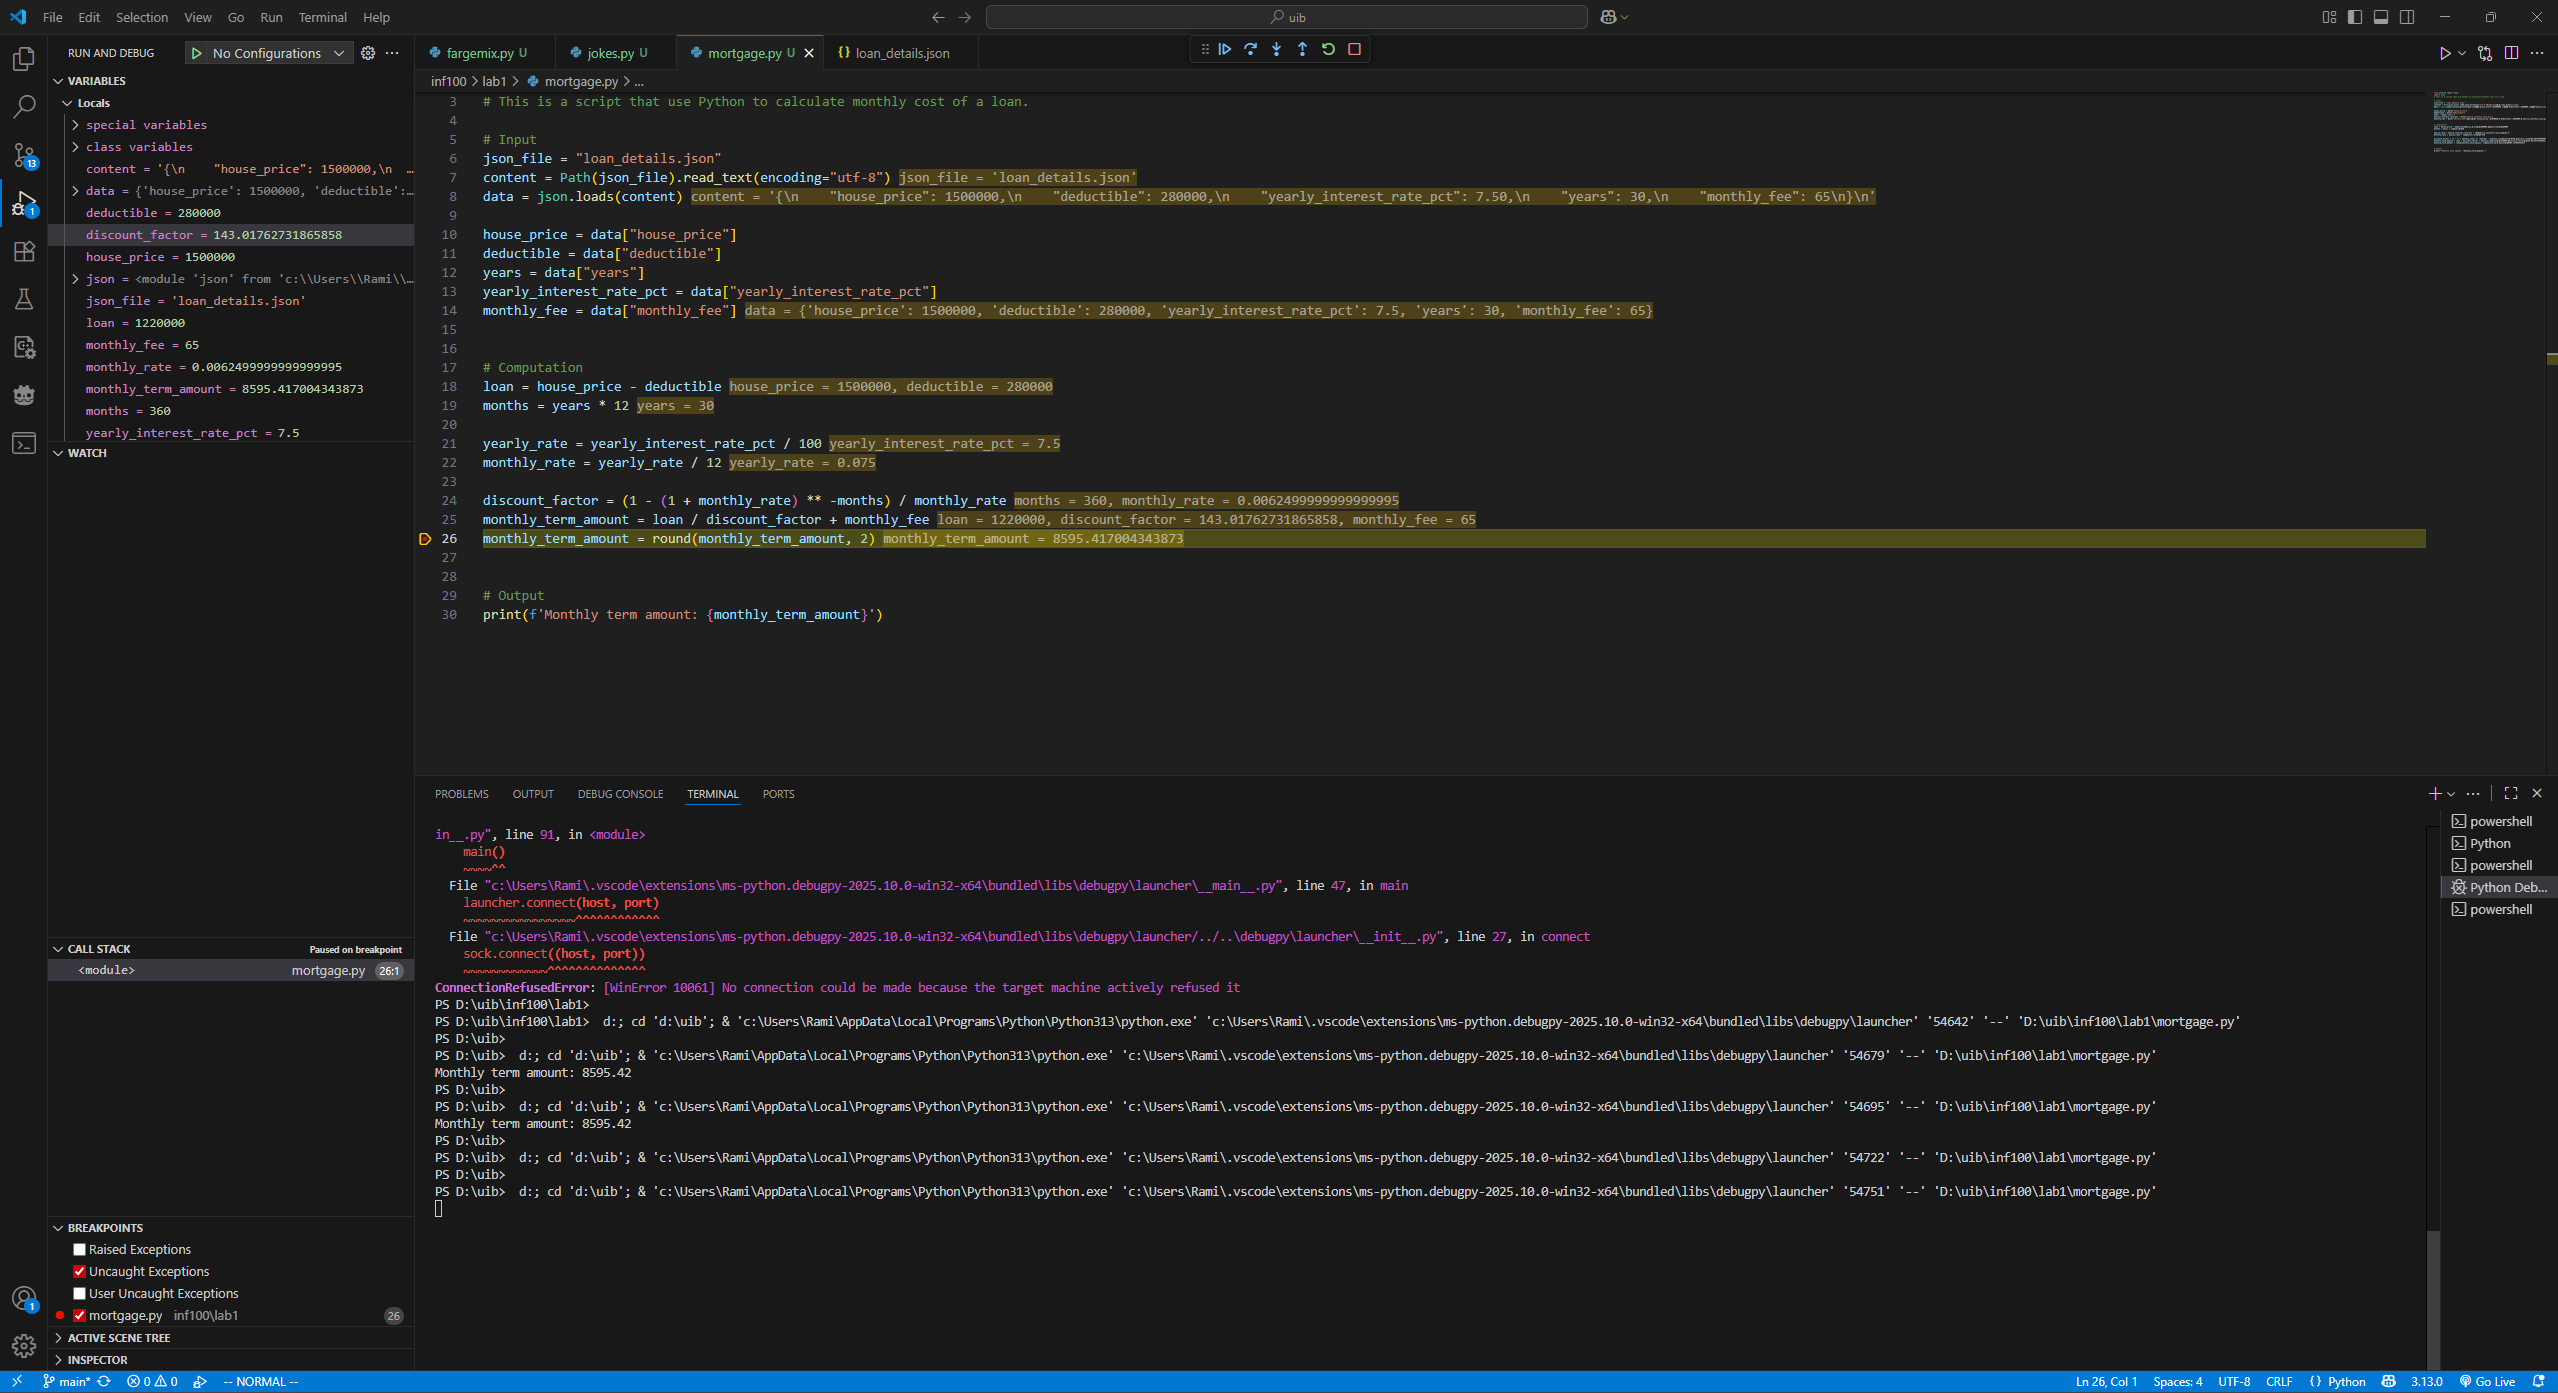 File Edit Selection View Go Run Terminal Help
uib
RUN AND DEBUG No Configurations
VARIABLES
Locals
special variables
class variables
content = '{\n    "house_price": 1500000,\n …
data = {'house_price': 1500000, 'deductible':…
deductible = 280000
discount_factor = 143.01762731865858
house_price = 1500000
json = <module 'json' from 'c:\\Users\\Rami\\…
json_file = 'loan_details.json'
loan = 1220000
monthly_fee = 65
monthly_rate = 0.0062499999999999995
monthly_term_amount = 8595.417004343873
months = 360
yearly_interest_rate_pct = 7.5
WATCH
CALL STACK Paused on breakpoint
<module> mortgage.py 26:1
BREAKPOINTS
Raised Exceptions
Uncaught Exceptions
User Uncaught Exceptions
mortgage.py inf100\lab1 26
ACTIVE SCENE TREE
INSPECTOR
13
1
1
fargemix.py U jokes.py U mortgage.py U loan_details.json
inf100 > lab1 > mortgage.py > ...
3 # This is a script that use Python to calculate monthly cost of a loan.
4
5 # Input
6 json_file = "loan_details.json"
7 content = Path(json_file).read_text(encoding="utf-8") json_file = 'loan_details.json'
8 data = json.loads(content) content = '{\n    "house_price": 1500000,\n    "deductible": 280000,\n    "yearly_interest_rate_pct": 7.50,\n    "years": 30,\n    "monthly_fee": 65\n}\n'
9
10 house_price = data["house_price"]
11 deductible = data["deductible"]
12 years = data["years"]
13 yearly_interest_rate_pct = data["yearly_interest_rate_pct"]
14 monthly_fee = data["monthly_fee"] data = {'house_price': 1500000, 'deductible': 280000, 'yearly_interest_rate_pct': 7.5, 'years': 30, 'monthly_fee': 65}
15
16
17 # Computation
18 loan = house_price - deductible house_price = 1500000, deductible = 280000
19 months = years * 12 years = 30
20
21 yearly_rate = yearly_interest_rate_pct / 100 yearly_interest_rate_pct = 7.5
22 monthly_rate = yearly_rate / 12 yearly_rate = 0.075
23
24 discount_factor = (1 - (1 + monthly_rate) ** -months) / monthly_rate months = 360, monthly_rate = 0.0062499999999999995
25 monthly_term_amount = loan / discount_factor + monthly_fee loan = 1220000, discount_factor = 143.01762731865858, monthly_fee = 65
26 monthly_term_amount = round(monthly_term_amount, 2) monthly_term_amount = 8595.417004343873
27
28
29 # Output
30 print(f'Monthly term amount: {monthly_term_amount}')
PROBLEMS OUTPUT DEBUG CONSOLE TERMINAL PORTS
in__.py", line 91, in <module>
    main()
    ~~~~^^
  File "c:\Users\Rami\.vscode\extensions\ms-python.debugpy-2025.10.0-win32-x64\bundled\libs\debugpy\launcher\__main__.py", line 47, in main
    launcher.connect(host, port)
    ~~~~~~~~~~~~~~~~^^^^^^^^^^^^
  File "c:\Users\Rami\.vscode\extensions\ms-python.debugpy-2025.10.0-win32-x64\bundled\libs\debugpy\launcher/../..\debugpy\launcher\__init__.py", line 27, in connect
    sock.connect((host, port))
    ~~~~~~~~~~~~^^^^^^^^^^^^^^
ConnectionRefusedError: [WinError 10061] No connection could be made because the target machine actively refused it
PS D:\uib\inf100\lab1>
PS D:\uib\inf100\lab1>  d:; cd 'd:\uib'; & 'c:\Users\Rami\AppData\Local\Programs\Python\Python313\python.exe' 'c:\Users\Rami\.vscode\extensions\ms-python.debugpy-2025.10.0-win32-x64\bundled\libs\debugpy\launcher' '54642' '--' 'D:\uib\inf100\lab1\mortgage.py'
PS D:\uib>
PS D:\uib>  d:; cd 'd:\uib'; & 'c:\Users\Rami\AppData\Local\Programs\Python\Python313\python.exe' 'c:\Users\Rami\.vscode\extensions\ms-python.debugpy-2025.10.0-win32-x64\bundled\libs\debugpy\launcher' '54679' '--' 'D:\uib\inf100\lab1\mortgage.py'
Monthly term amount: 8595.42
PS D:\uib>
PS D:\uib>  d:; cd 'd:\uib'; & 'c:\Users\Rami\AppData\Local\Programs\Python\Python313\python.exe' 'c:\Users\Rami\.vscode\extensions\ms-python.debugpy-2025.10.0-win32-x64\bundled\libs\debugpy\launcher' '54695' '--' 'D:\uib\inf100\lab1\mortgage.py'
Monthly term amount: 8595.42
PS D:\uib>
PS D:\uib>  d:; cd 'd:\uib'; & 'c:\Users\Rami\AppData\Local\Programs\Python\Python313\python.exe' 'c:\Users\Rami\.vscode\extensions\ms-python.debugpy-2025.10.0-win32-x64\bundled\libs\debugpy\launcher' '54722' '--' 'D:\uib\inf100\lab1\mortgage.py'
PS D:\uib>
PS D:\uib>  d:; cd 'd:\uib'; & 'c:\Users\Rami\AppData\Local\Programs\Python\Python313\python.exe' 'c:\Users\Rami\.vscode\extensions\ms-python.debugpy-2025.10.0-win32-x64\bundled\libs\debugpy\launcher' '54751' '--' 'D:\uib\inf100\lab1\mortgage.py'
powershell
Python
powershell
Python Deb...
powershell
main* 0 0 -- NORMAL -- Ln 26, Col 1 Spaces: 4 UTF-8 CRLF { } Python 3.13.0 Go Live